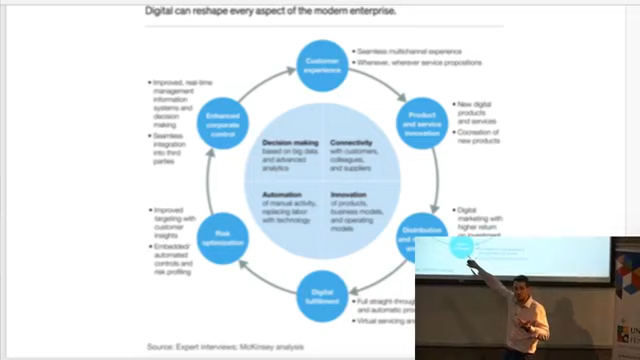 Digital can reshape every aspect of the modern enterprise.
Customer
experience
• Seamless multichannel experience
• Whenever, wherever service propositions
Product
and service
innovation
• New digital
products
and services
• Cocreation of
new products
Distribution
• Digital
marketing with
higher return
on investment
Digital
fulfillment
• Full straight-through
and automatic
• Virtual servicing
Risk
optimization
• Improved
targeting with
customer
insights
• Embedded/
automated
controls and
risk profiling
Enhanced
corporate
control
• Improved, real-time
management
information
systems and
decision
making
• Seamless
integration
into third
parties
Decision making
based on big data
and advanced
analytics
Connectivity
with customers,
colleagues,
and suppliers
Automation
of manual activity,
replacing labor
with technology
Innovation
of products,
business models,
and operating
models
Source: Expert interviews; McKinsey analysis